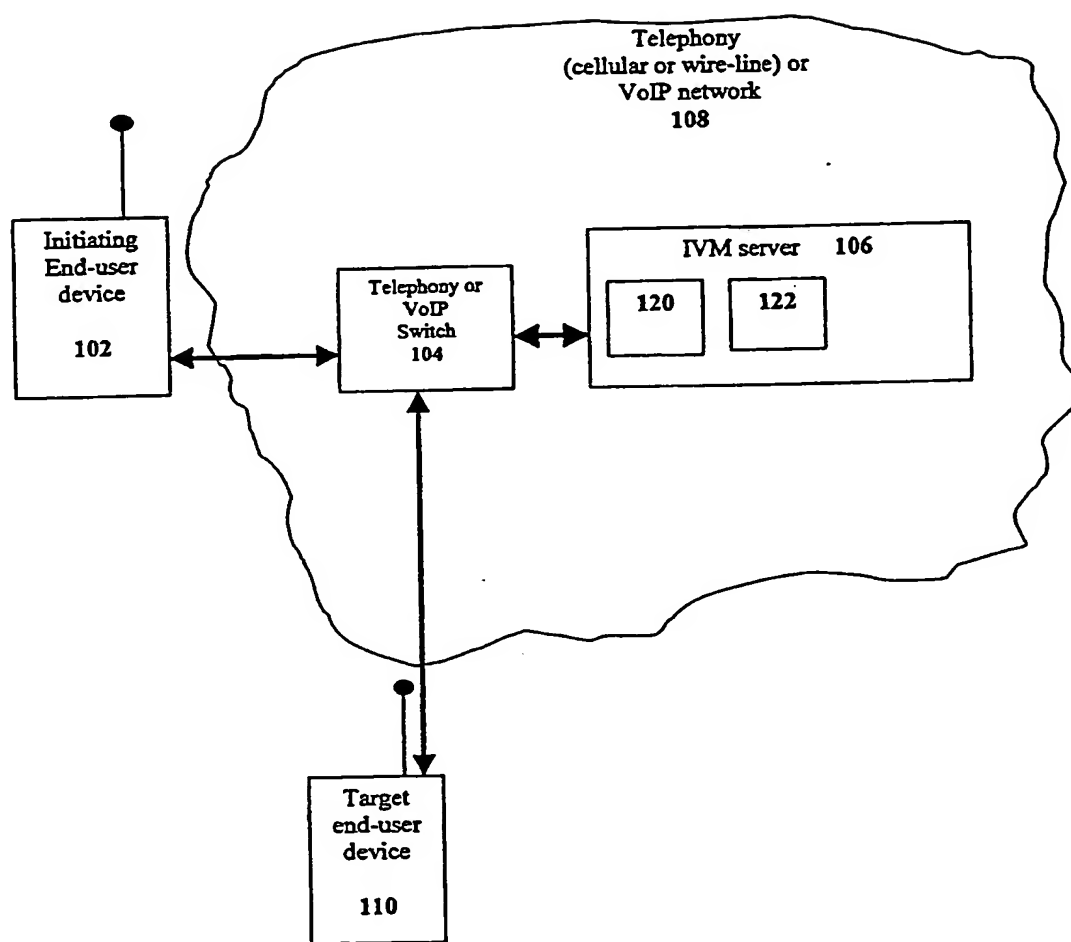 Telephony
(cellular or wire-line) or
VoIP network
108
Initiating
End-user
device
102
Telephony or
VoIP
Switch
104
IVM server 106
120
122
Target
end-user
device
110